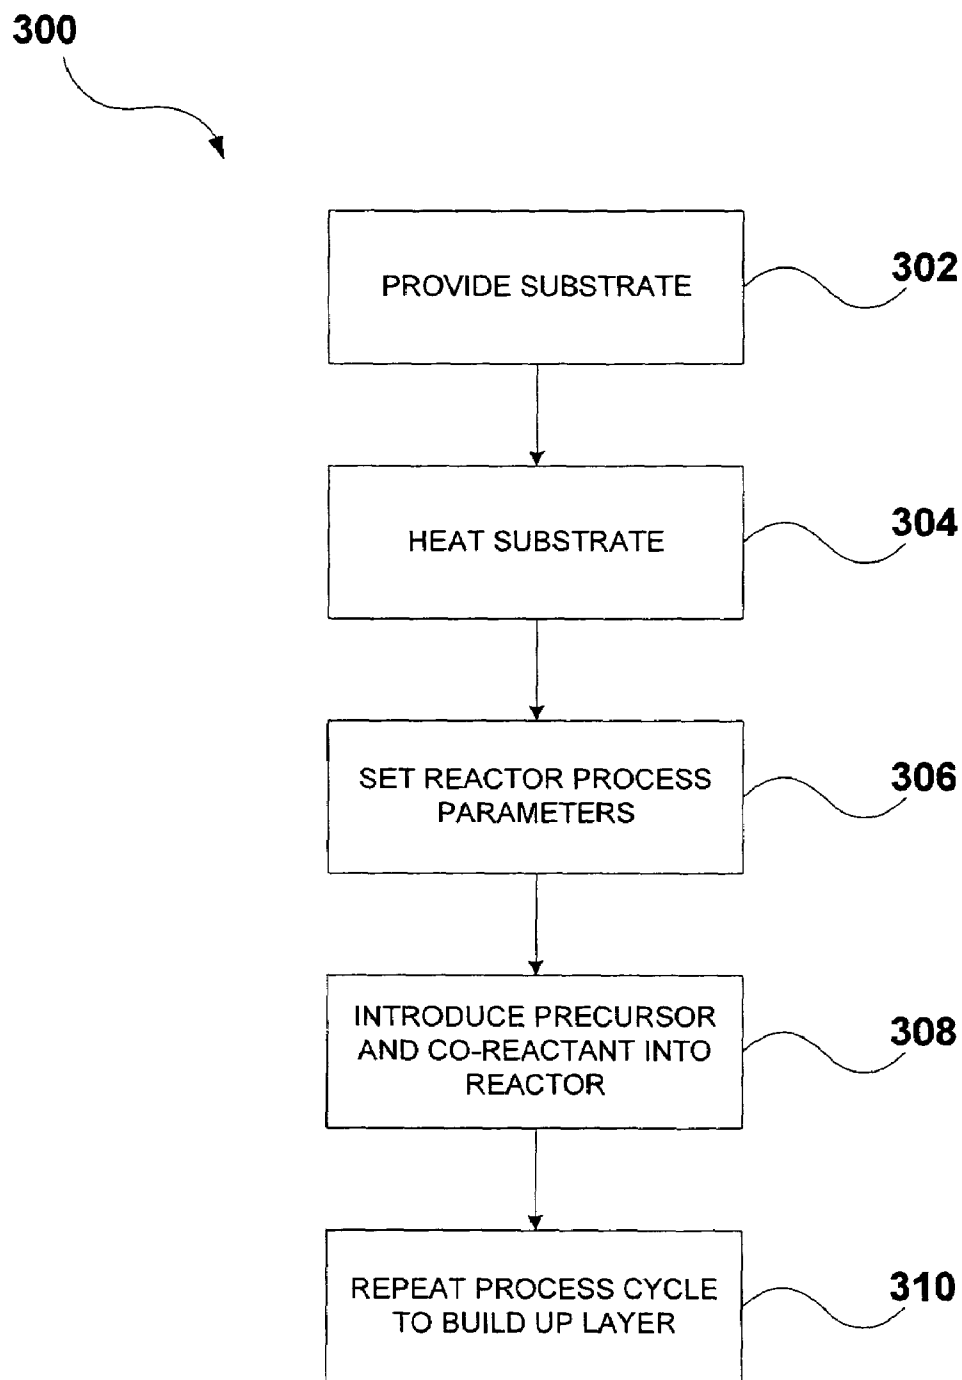 300
PROVIDE SUBSTRATE
302
HEAT SUBSTRATE
304
SET REACTOR PROCESS
PARAMETERS
306
INTRODUCE PRECURSOR
AND CO-REACTANT INTO
REACTOR
308
REPEAT PROCESS CYCLE
TO BUILD UP LAYER
310